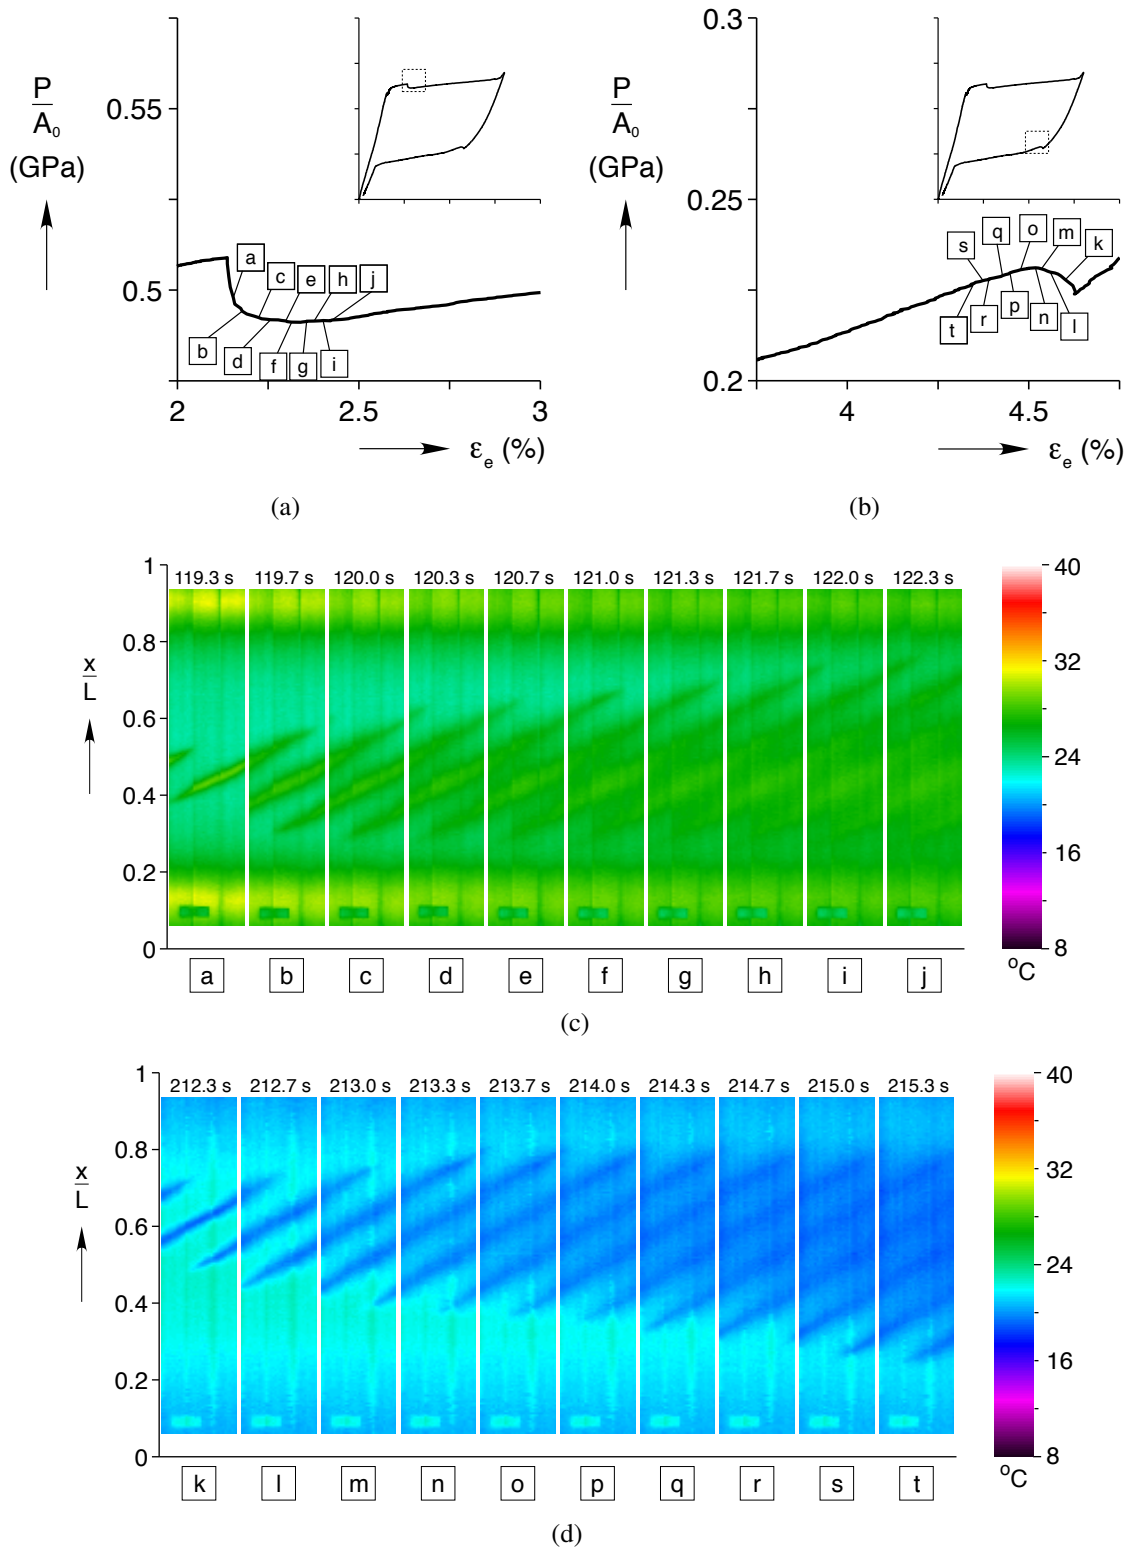 P
A₀
(GPa)
0.55
0.5
a
c
e
h
j
b
d
f
g
i
2
2.5
3
εₑ (%)
(a)
0.3
P
A₀
(GPa)
0.25
0.2
s
q
o
m
k
t
r
p
n
l
4
4.5
εₑ (%)
(b)
1
0.8
0.6
0.4
0.2
0
x
L
119.3 s 119.7 s 120.0 s 120.3 s 120.7 s 121.0 s 121.3 s 121.7 s 122.0 s 122.3 s
a b c d e f g h i j
40
32
24
16
8
°C
(c)
1
0.8
0.6
0.4
0.2
0
x
L
212.3 s 212.7 s 213.0 s 213.3 s 213.7 s 214.0 s 214.3 s 214.7 s 215.0 s 215.3 s
k l m n o p q r s t
40
32
24
16
8
°C
(d)